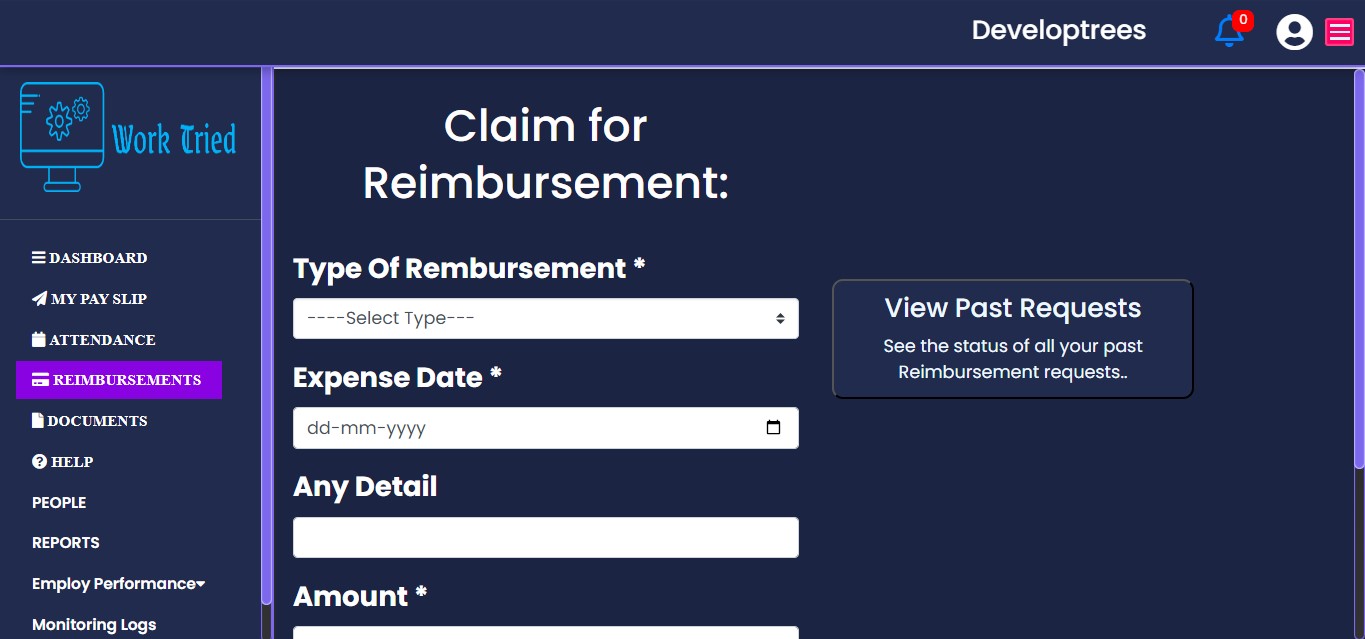 Developtrees
0
Work Tried
DASHBOARD
MY PAY SLIP
ATTENDANCE
REIMBURSEMENTS
DOCUMENTS
HELP
PEOPLE
REPORTS
Employ Performance
Monitoring Logs
Claim for
Reimbursement:
Type Of Rembursement *
----Select Type---
Expense Date *
dd-mm-yyyy
Any Detail
Amount *
View Past Requests
See the status of all your past
Reimbursement requests..